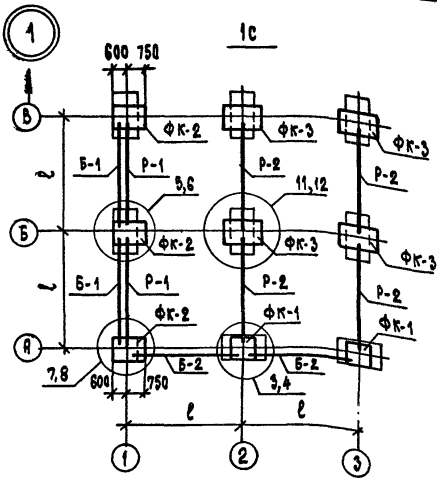 1
1с
600 750
В
ФК-2
ФК-3
ФК-3
Б-1
Р-1
Р-2
Р-2
5,6
11,12
ℓ
Б
ФК-2
ФК-3
ФК-3
Б-1
Р-1
Р-2
Р-2
ФК-2
ФК-1
ФК-1
ℓ
А
7,8
600
750
Б-2
Б-2
3,4
ℓ
ℓ
1
2
3